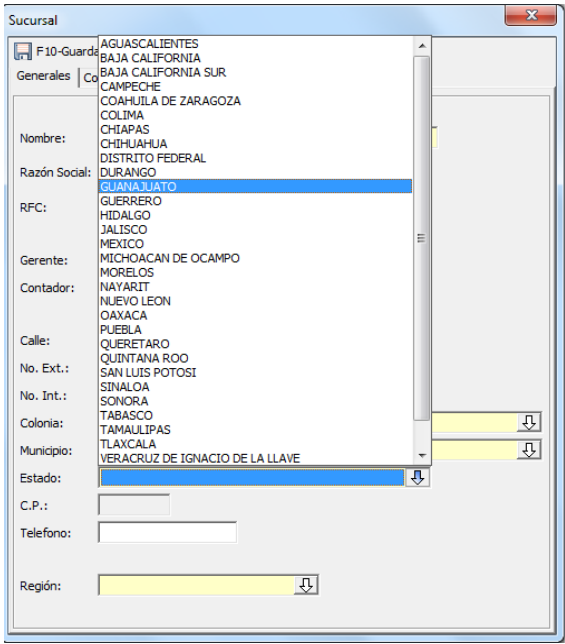 Sucursal
F10-Guarda
Generales Co
AGUASCALIENTES
BAJA CALIFORNIA
BAJA CALIFORNIA SUR
CAMPECHE
COAHUILA DE ZARAGOZA
COLIMA
CHIAPAS
CHIHUAHUA
DISTRITO FEDERAL
DURANGO
GUANAJUATO
GUERRERO
HIDALGO
JALISCO
MEXICO
MICHOACAN DE OCAMPO
MORELOS
NAYARIT
NUEVO LEON
OAXACA
PUEBLA
QUERETARO
QUINTANA ROO
SAN LUIS POTOSI
SINALOA
SONORA
TABASCO
TAMAULIPAS
TLAXCALA
VERACRUZ DE IGNACIO DE LA LLAVE
Nombre:
Razón Social:
RFC:
Gerente:
Contador:
Calle:
No. Ext.:
No. Int.:
Colonia:
Municipio:
Estado:
C.P.:
Telefono:
Región: